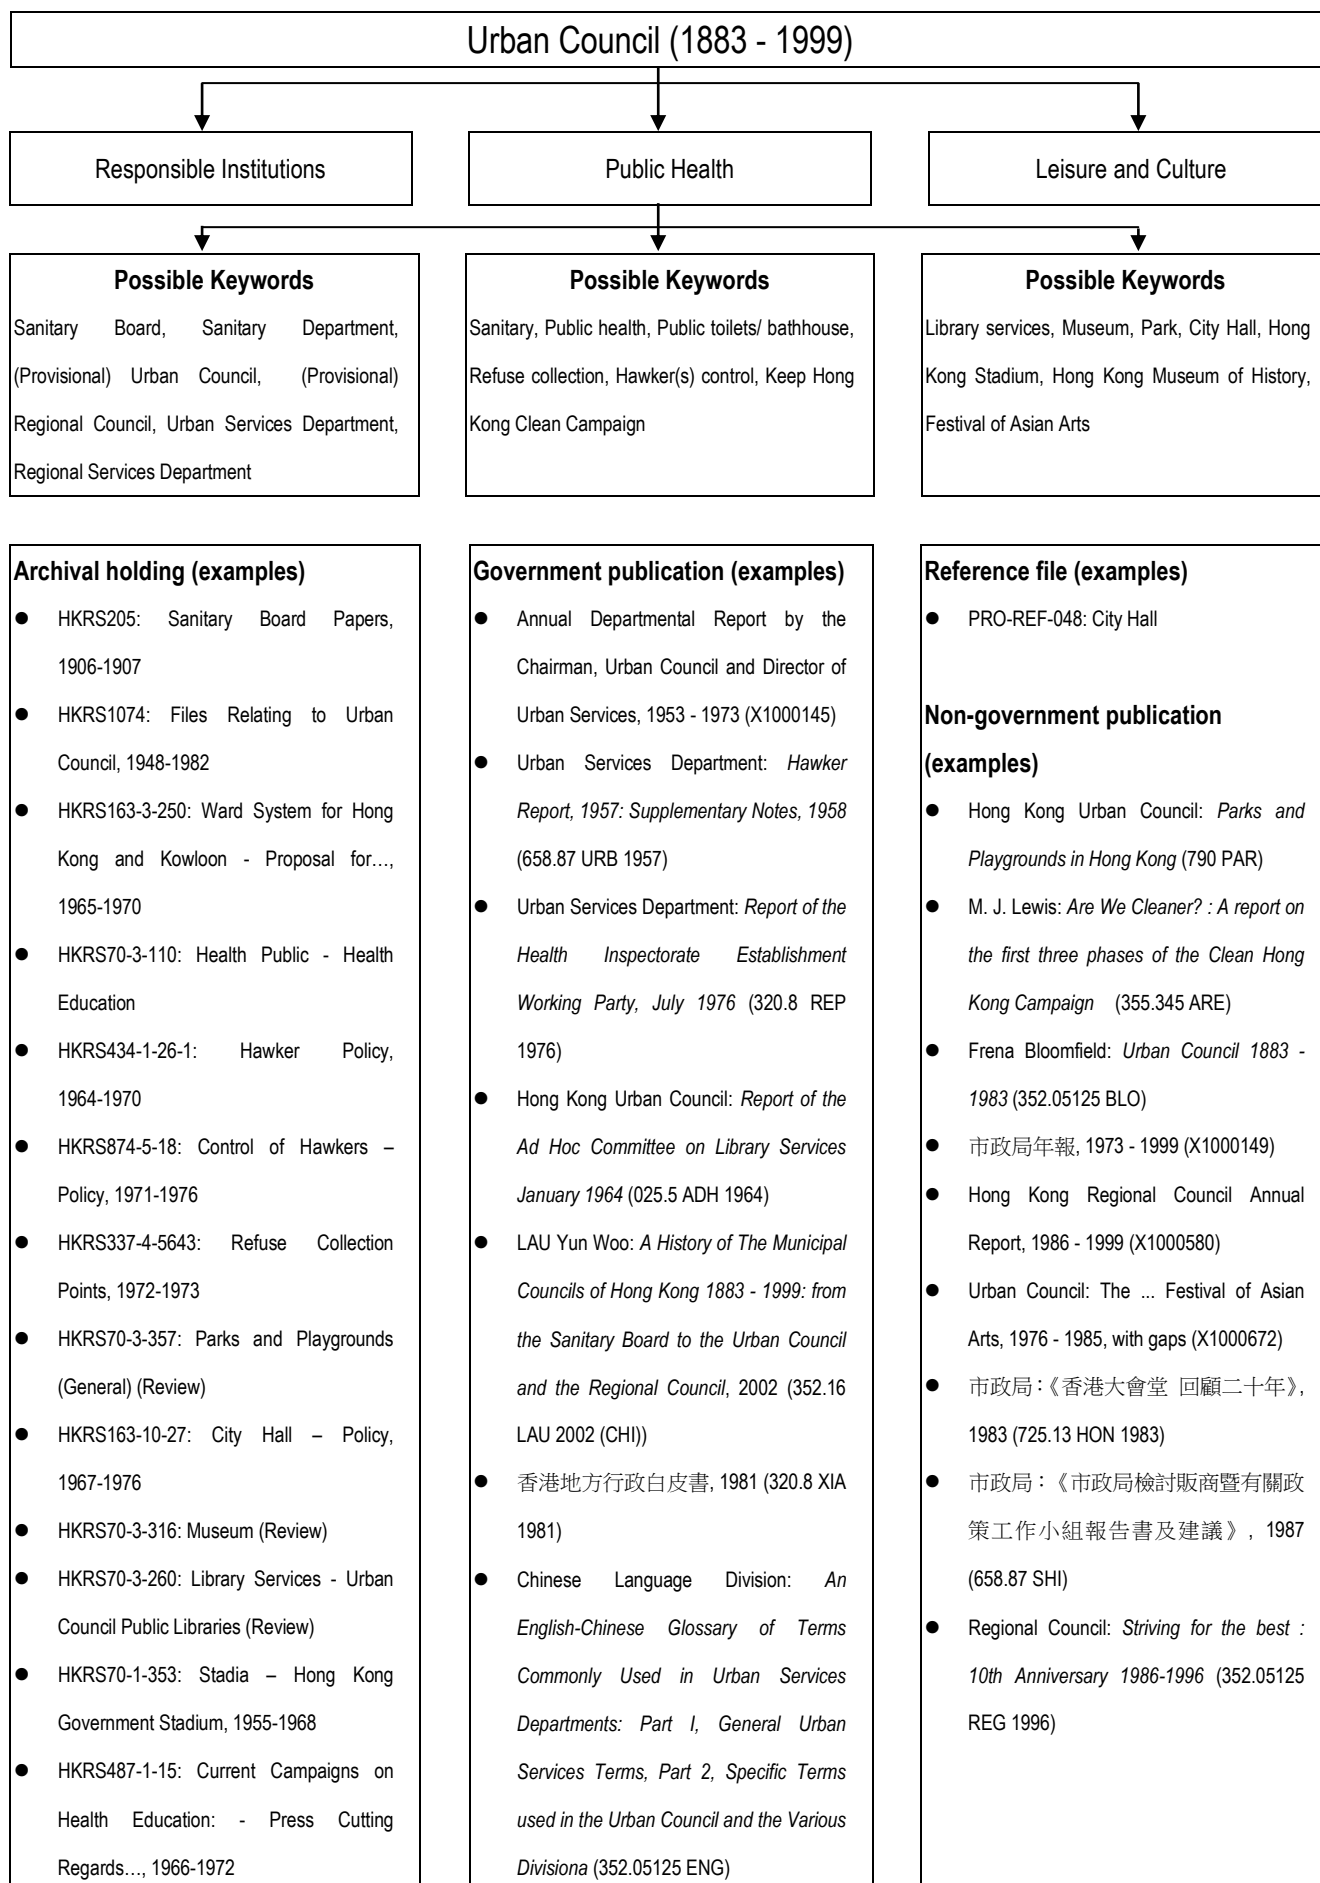 Urban Council (1883 - 1999)
Responsible Institutions
Public Health
Leisure and Culture
Possible Keywords
Sanitary Board, Sanitary Department,
(Provisional) Urban Council, (Provisional)
Regional Council, Urban Services Department,
Regional Services Department
Possible Keywords
Sanitary, Public health, Public toilets/ bathhouse,
Refuse collection, Hawker(s) control, Keep Hong
Kong Clean Campaign
Possible Keywords
Library services, Museum, Park, City Hall, Hong
Kong Stadium, Hong Kong Museum of History,
Festival of Asian Arts
Archival holding (examples)
● HKRS205: Sanitary Board Papers,
1906-1907
● HKRS1074: Files Relating to Urban
Council, 1948-1982
● HKRS163-3-250: Ward System for Hong
Kong and Kowloon - Proposal for…,
1965-1970
● HKRS70-3-110: Health Public - Health
Education
● HKRS434-1-26-1: Hawker Policy,
1964-1970
● HKRS874-5-18: Control of Hawkers –
Policy, 1971-1976
● HKRS337-4-5643: Refuse Collection
Points, 1972-1973
● HKRS70-3-357: Parks and Playgrounds
(General) (Review)
● HKRS163-10-27: City Hall – Policy,
1967-1976
● HKRS70-3-316: Museum (Review)
● HKRS70-3-260: Library Services - Urban
Council Public Libraries (Review)
● HKRS70-1-353: Stadia – Hong Kong
Government Stadium, 1955-1968
● HKRS487-1-15: Current Campaigns on
Health Education: - Press Cutting
Regards…, 1966-1972
Government publication (examples)
● Annual Departmental Report by the
Chairman, Urban Council and Director of
Urban Services, 1953 - 1973 (X1000145)
● Urban Services Department: Hawker
Report, 1957: Supplementary Notes, 1958
(658.87 URB 1957)
● Urban Services Department: Report of the
Health Inspectorate Establishment
Working Party, July 1976 (320.8 REP
1976)
● Hong Kong Urban Council: Report of the
Ad Hoc Committee on Library Services
January 1964 (025.5 ADH 1964)
● LAU Yun Woo: A History of The Municipal
Councils of Hong Kong 1883 - 1999: from
the Sanitary Board to the Urban Council
and the Regional Council, 2002 (352.16
LAU 2002 (CHI))
● 香港地方行政白皮書, 1981 (320.8 XIA
1981)
● Chinese Language Division: An
English-Chinese Glossary of Terms
Commonly Used in Urban Services
Departments: Part I, General Urban
Services Terms, Part 2, Specific Terms
used in the Urban Council and the Various
Divisiona (352.05125 ENG)
Reference file (examples)
● PRO-REF-048: City Hall
Non-government publication
(examples)
● Hong Kong Urban Council: Parks and
Playgrounds in Hong Kong (790 PAR)
● M. J. Lewis: Are We Cleaner? : A report on
the first three phases of the Clean Hong
Kong Campaign (355.345 ARE)
● Frena Bloomfield: Urban Council 1883 -
1983 (352.05125 BLO)
● 市政局年報, 1973 - 1999 (X1000149)
● Hong Kong Regional Council Annual
Report, 1986 - 1999 (X1000580)
● Urban Council: The ... Festival of Asian
Arts, 1976 - 1985, with gaps (X1000672)
● 市政局：《香港大會堂 回顧二十年》,
1983 (725.13 HON 1983)
● 市政局：《市政局檢討販商暨有關政
策工作小組報告書及建議》, 1987
(658.87 SHI)
● Regional Council: Striving for the best :
10th Anniversary 1986-1996 (352.05125
REG 1996)